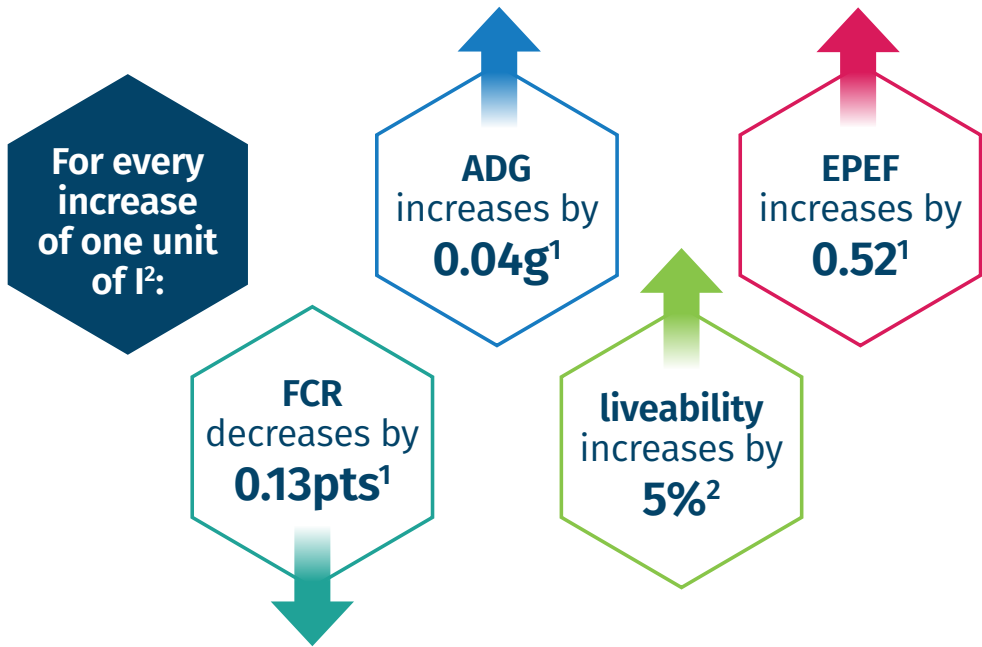 For every
increase
of one unit
of I²:
FCR
decreases by
0.13pts¹
ADG
increases by
0.04g¹
liveability
increases by
5%²
EPEF
increases by
0.52¹